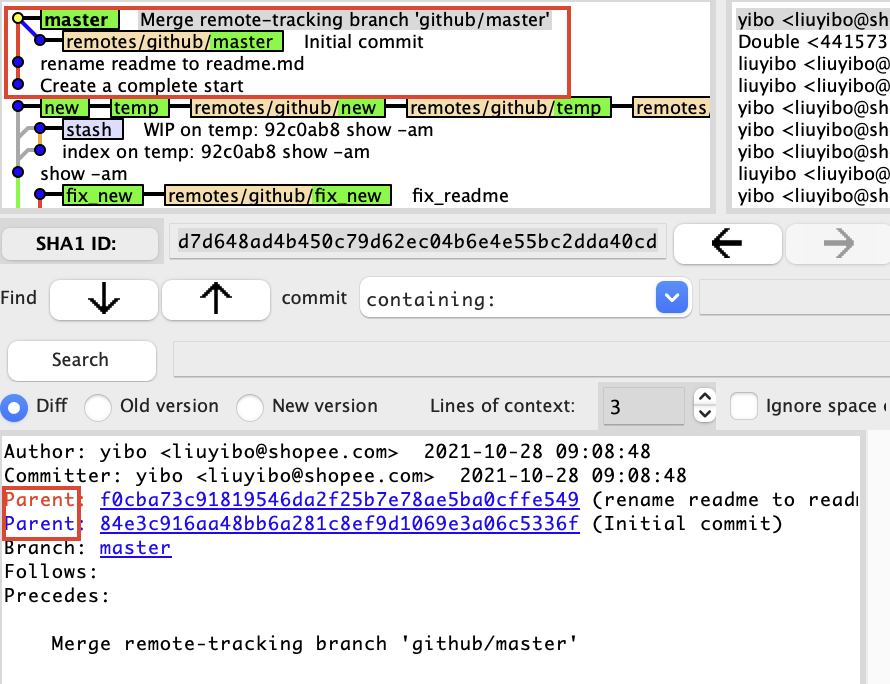 master Merge remote-tracking branch 'github/master'
remotes/github/master Initial commit
rename readme to readme.md
Create a complete start
new temp remotes/github/new remotes/github/temp remotes/
stash WIP on temp: 92c0ab8 show -am
index on temp: 92c0ab8 show -am
show -am
fix_new remotes/github/fix_new fix_readme
yibo <liuyibo@sh
Double <441573
liuyibo <liuyibo@
liuyibo <liuyibo@
yibo <liuyibo@sh
yibo <liuyibo@sh
yibo <liuyibo@sh
liuyibo <liuyibo@
yibo <liuyibo@sh
SHA1 ID: d7d648ad4b450c79d62ec04b6e4e55bc2dda40cd
Find commit containing:
Search
Diff Old version New version Lines of context: 3 Ignore space
Author: yibo <liuyibo@shopee.com> 2021-10-28 09:08:48
Committer: yibo <liuyibo@shopee.com> 2021-10-28 09:08:48
Parent: f0cba73c91819546da2f25b7e78ae5ba0cffe549 (rename readme to readm
Parent: 84e3c916aa48bb6a281c8ef9d1069e3a06c5336f (Initial commit)
Branch: master
Follows:
Precedes:
Merge remote-tracking branch 'github/master'